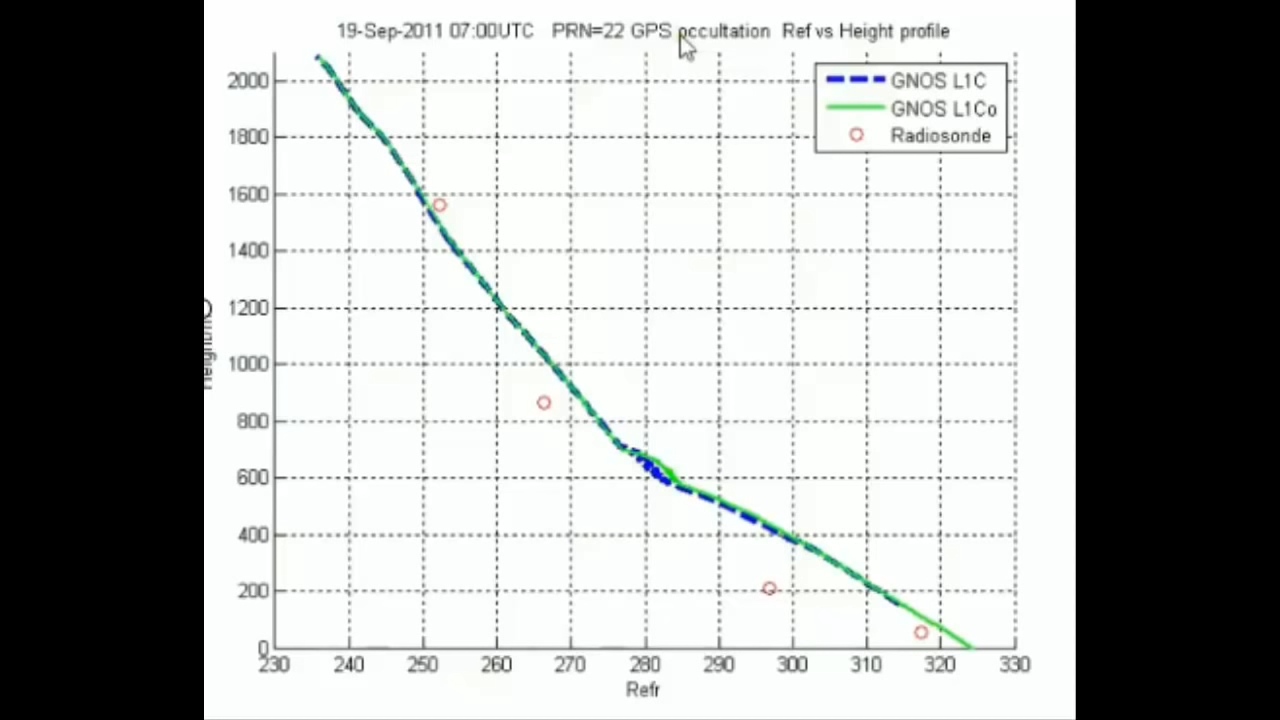 19-Sep-2011 07:00UTC PRN=22 GPS occultation Ref vs Height profile
GNOS L1C
GNOS L1Co
Radiosonde
2000
1800
1600
1400
1200
1000
800
600
400
200
0
230 240 250 260 270 280 290 300 310 320 330
Refr